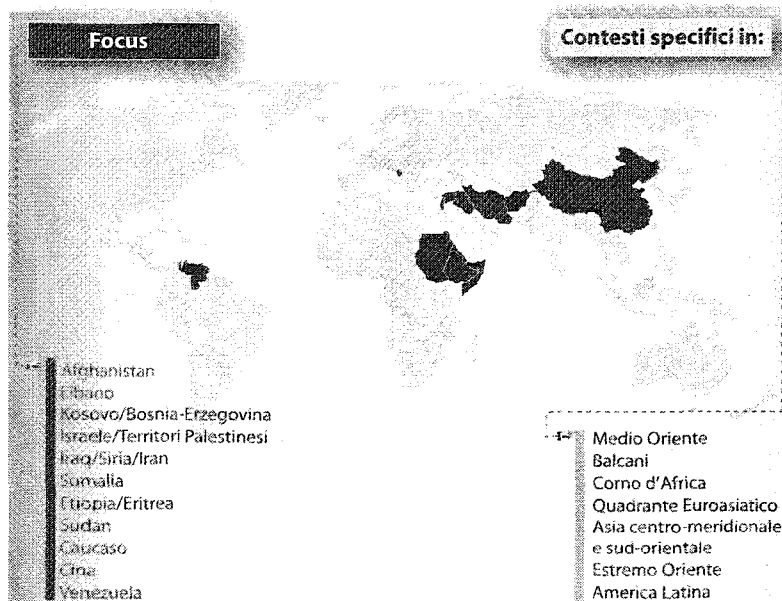 Focus
Contesti specifici in:
Afghanistan
Libano
Kosovo/Bosnia-Erzegovina
Israele/Territori Palestinesi
Iraq/Siria/Iran
Somalia
Etiopia/Eritrea
Sudan
Caucaso
Cina
Venezuela
Medio Oriente
Balcani
Corno d'Africa
Quadrante Euroasiatico
Asia centro-meridionale
e sud-orientale
Estremo Oriente
America Latina